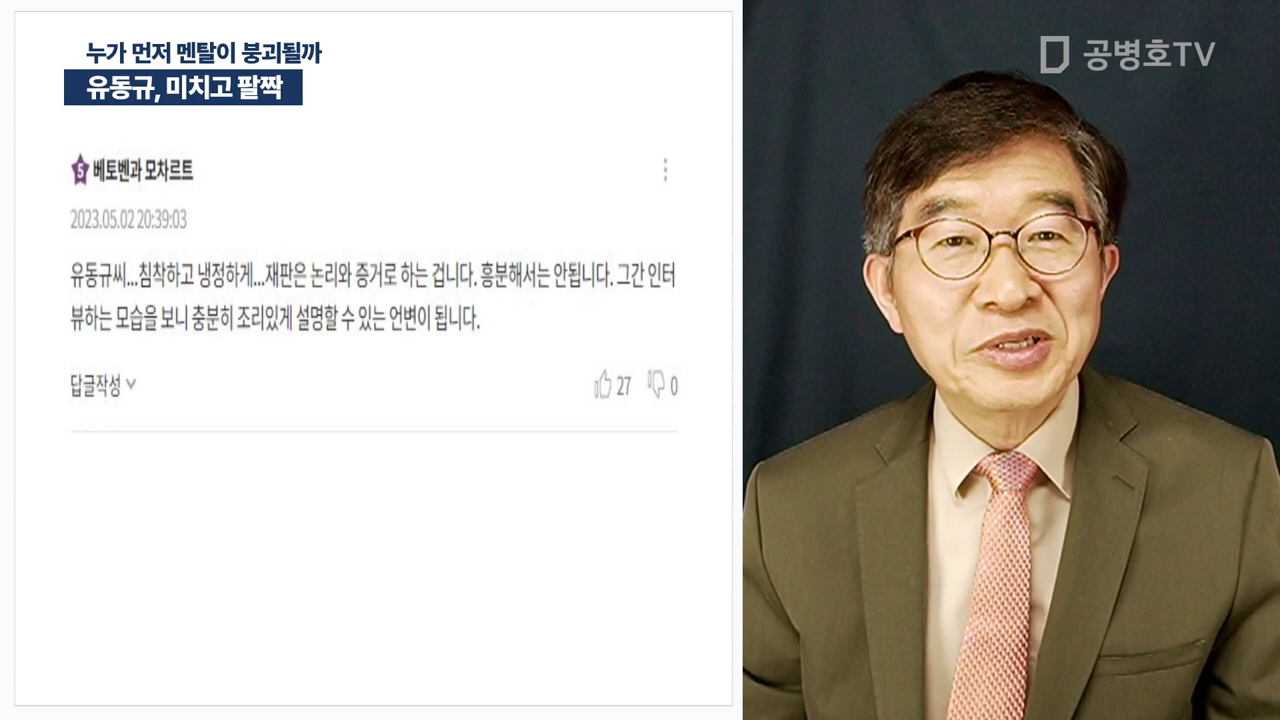 누가 먼저 멘탈이 붕괴될까
유동규, 미치고 팔짝
공병호TV
5 베토벤과 모차르트
2023.05.02 20:39:03
유동규씨...침착하고 냉정하게...재판은 논리와 증거로 하는 겁니다. 흥분해서는 안됩니다. 그간 인터
뷰하는 모습을 보니 충분히 조리있게 설명할 수 있는 언변이 됩니다.
답글작성
27 0